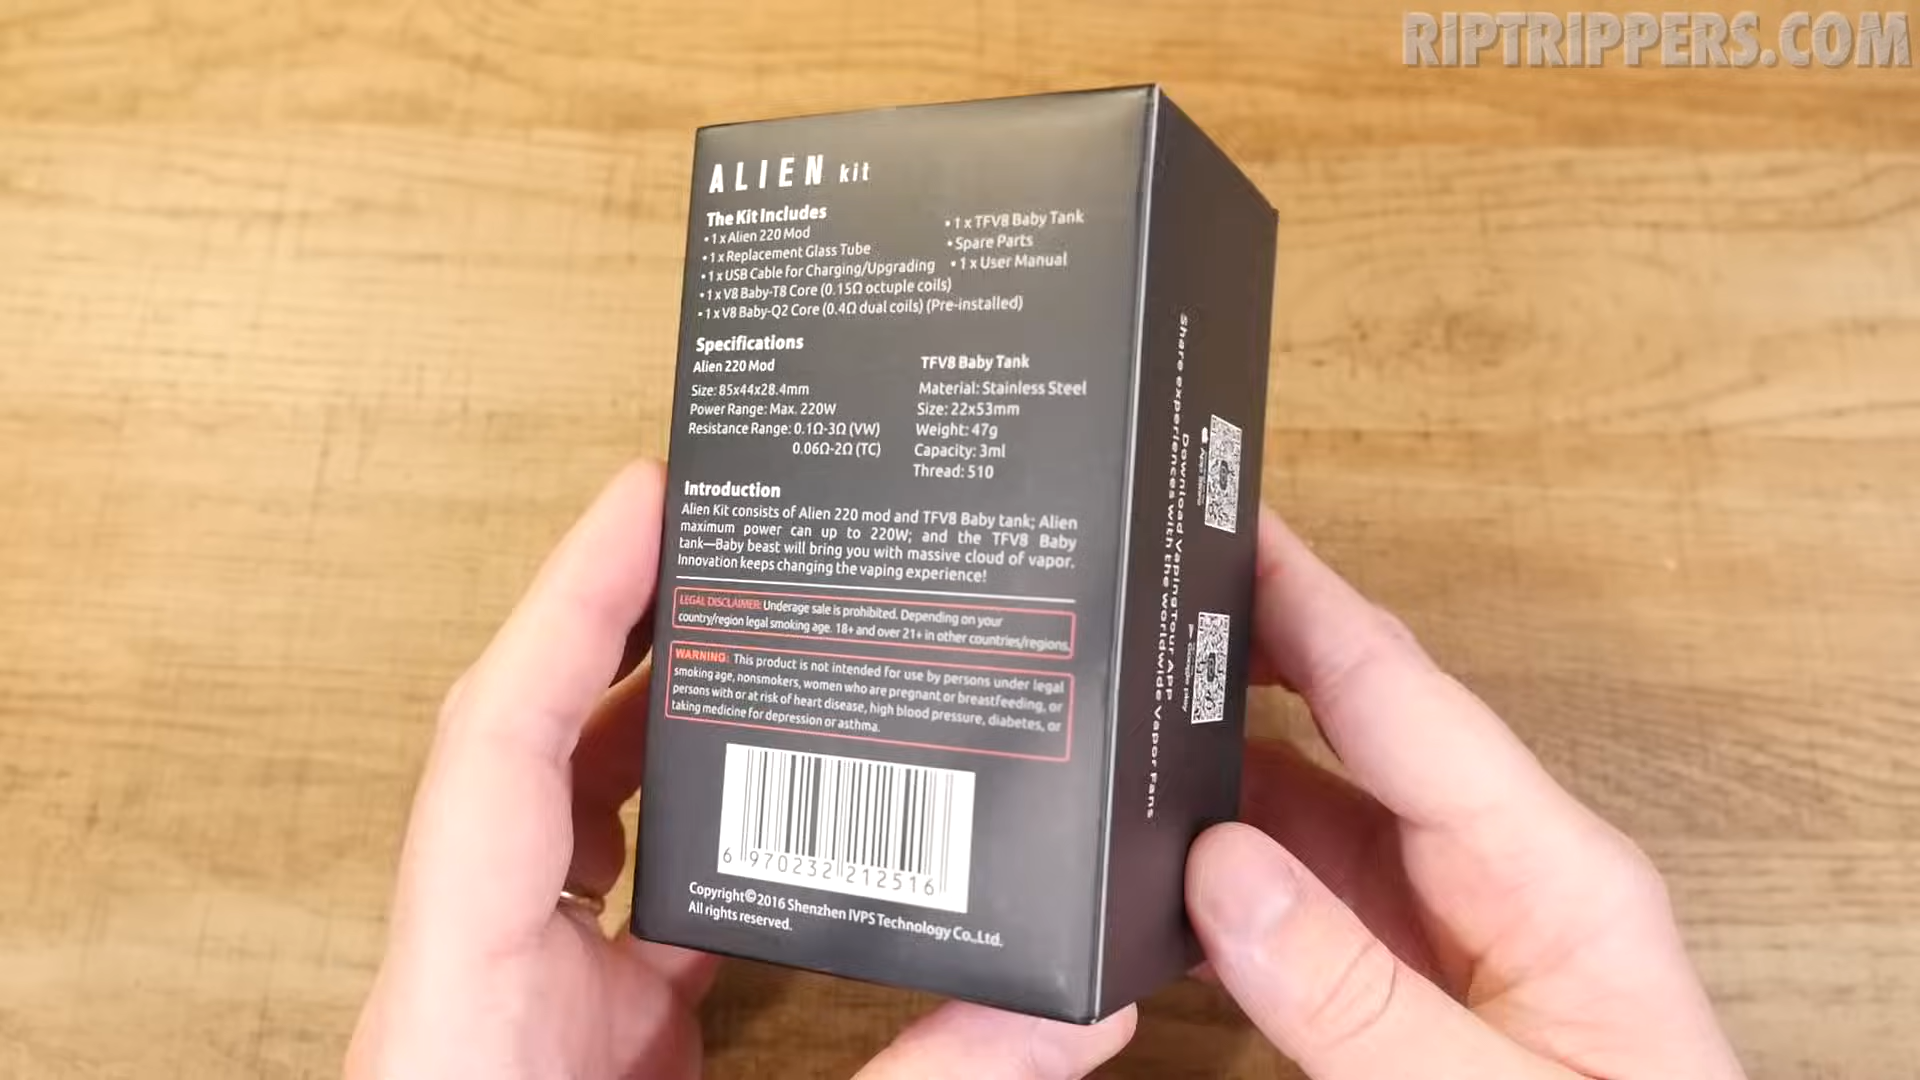 RIPTRIPPERS.COM
ALIEN kit
The Kit Includes
• 1 x Alien 220 Mod
• 1 x Replacement Glass Tube
• 1 x USB Cable for Charging/Upgrading
• 1 x V8 Baby-T8 Core (0.15Ω octuple coils)
• 1 x V8 Baby-Q2 Core (0.4Ω dual coils) (Pre-installed)
• 1 x TFV8 Baby Tank
• Spare Parts
• 1 x User Manual
Specifications
Alien 220 Mod
Size: 85x44x28.4mm
Power Range: Max. 220W
Resistance Range: 0.1Ω-3Ω (VW)
0.06Ω-2Ω (TC)
TFV8 Baby Tank
Material: Stainless Steel
Size: 22x53mm
Weight: 47g
Capacity: 3ml
Thread: 510
Introduction
Alien Kit consists of Alien 220 mod and TFV8 Baby tank; Alien
maximum power can up to 220W; and the TFV8 Baby
tank—Baby beast will bring you with massive cloud of vapor.
Innovation keeps changing the vaping experience!
LEGAL DISCLAIMER: Underage sale is prohibited. Depending on your
country/region legal smoking age. 18+ and over 21+ in other countries/regions.
WARNING: This product is not intended for use by persons under legal
smoking age, nonsmokers, women who are pregnant or breastfeeding, or
persons with or at risk of heart disease, high blood pressure, diabetes, or
taking medicine for depression or asthma.
6 970232 212516
Copyright©2016 Shenzhen IVPS Technology Co.,Ltd.
All rights reserved.
Download VapingTour APP
Share experiences with the worldwide vapor fans
App Store
Google play